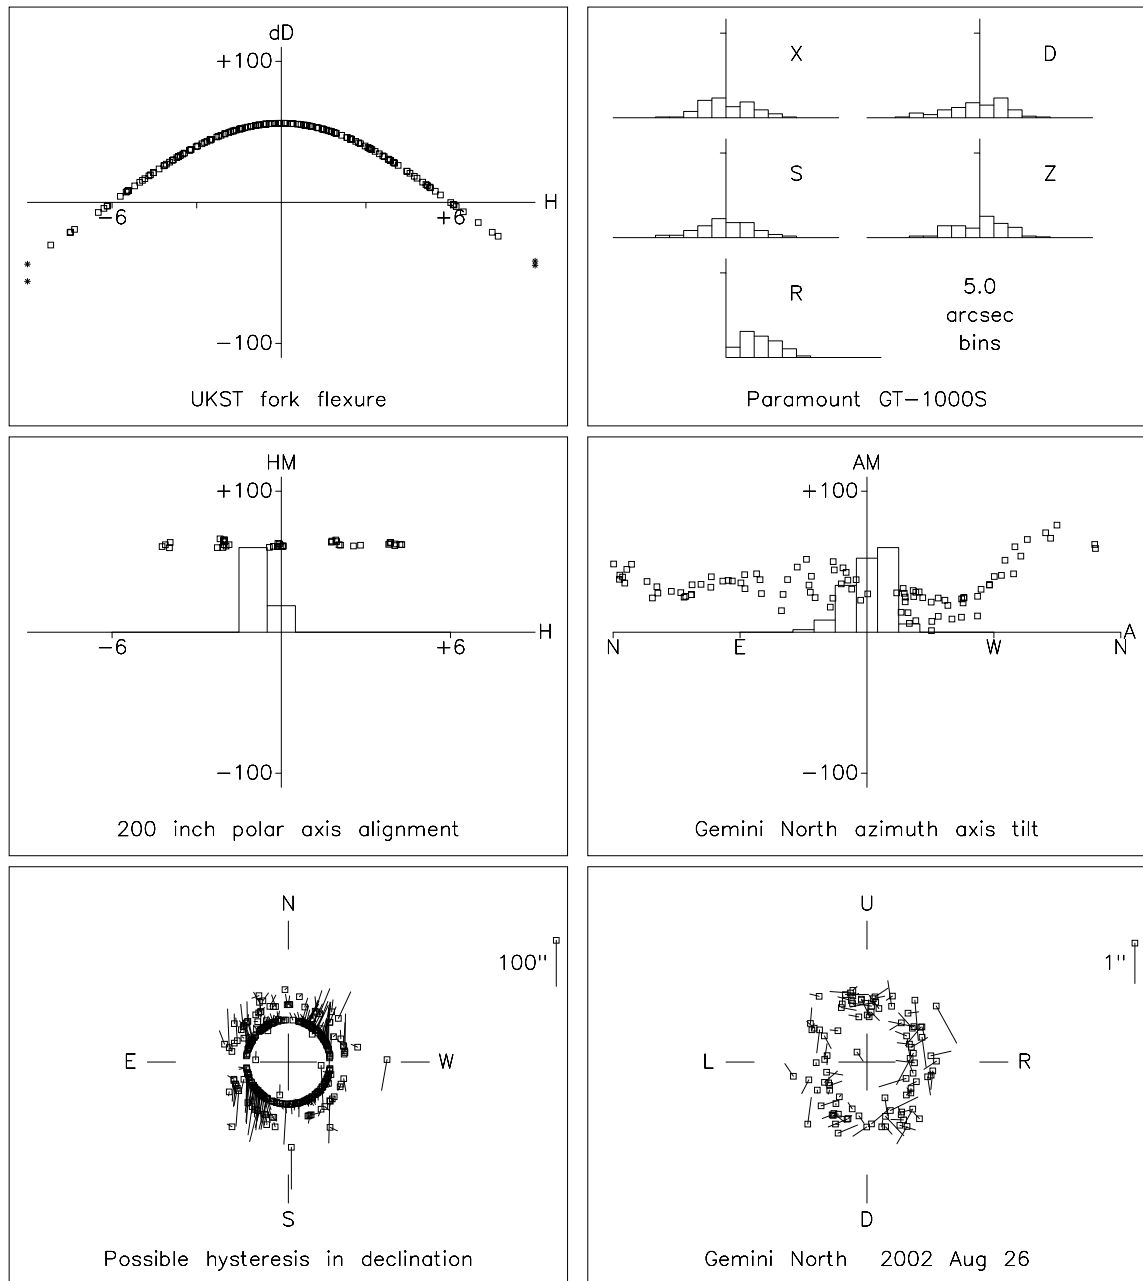 dD
+100
H
-6
+6
-100
UKST fork flexure
X
D
S
Z
R
5.0
arcsec
bins
Paramount GT-1000S
HM
+100
H
-6
+6
-100
200 inch polar axis alignment
AM
+100
A
N
E
W
N
-100
Gemini North azimuth axis tilt
N
100"
E
W
S
Possible hysteresis in declination
U
1"
L
R
D
Gemini North 2002 Aug 26